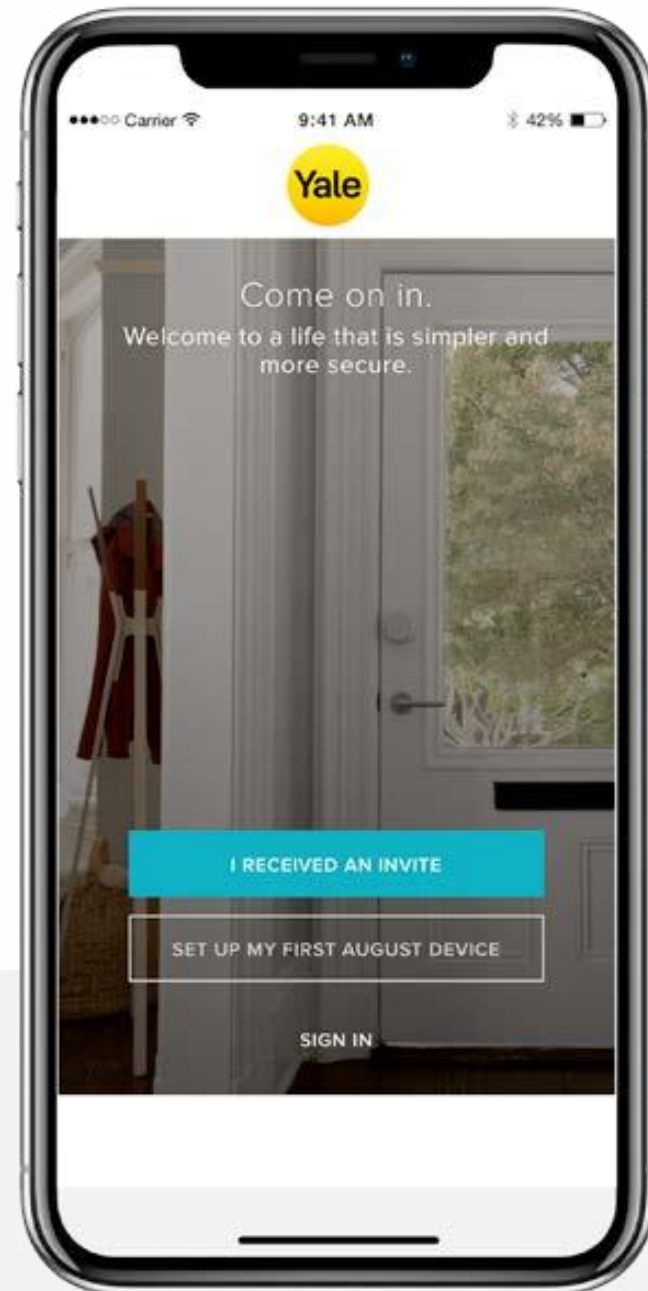 Carrier 9:41 AM 42%
Yale
Come on in.
Welcome to a life that is simpler and
more secure.
I RECEIVED AN INVITE
SET UP MY FIRST AUGUST DEVICE
SIGN IN